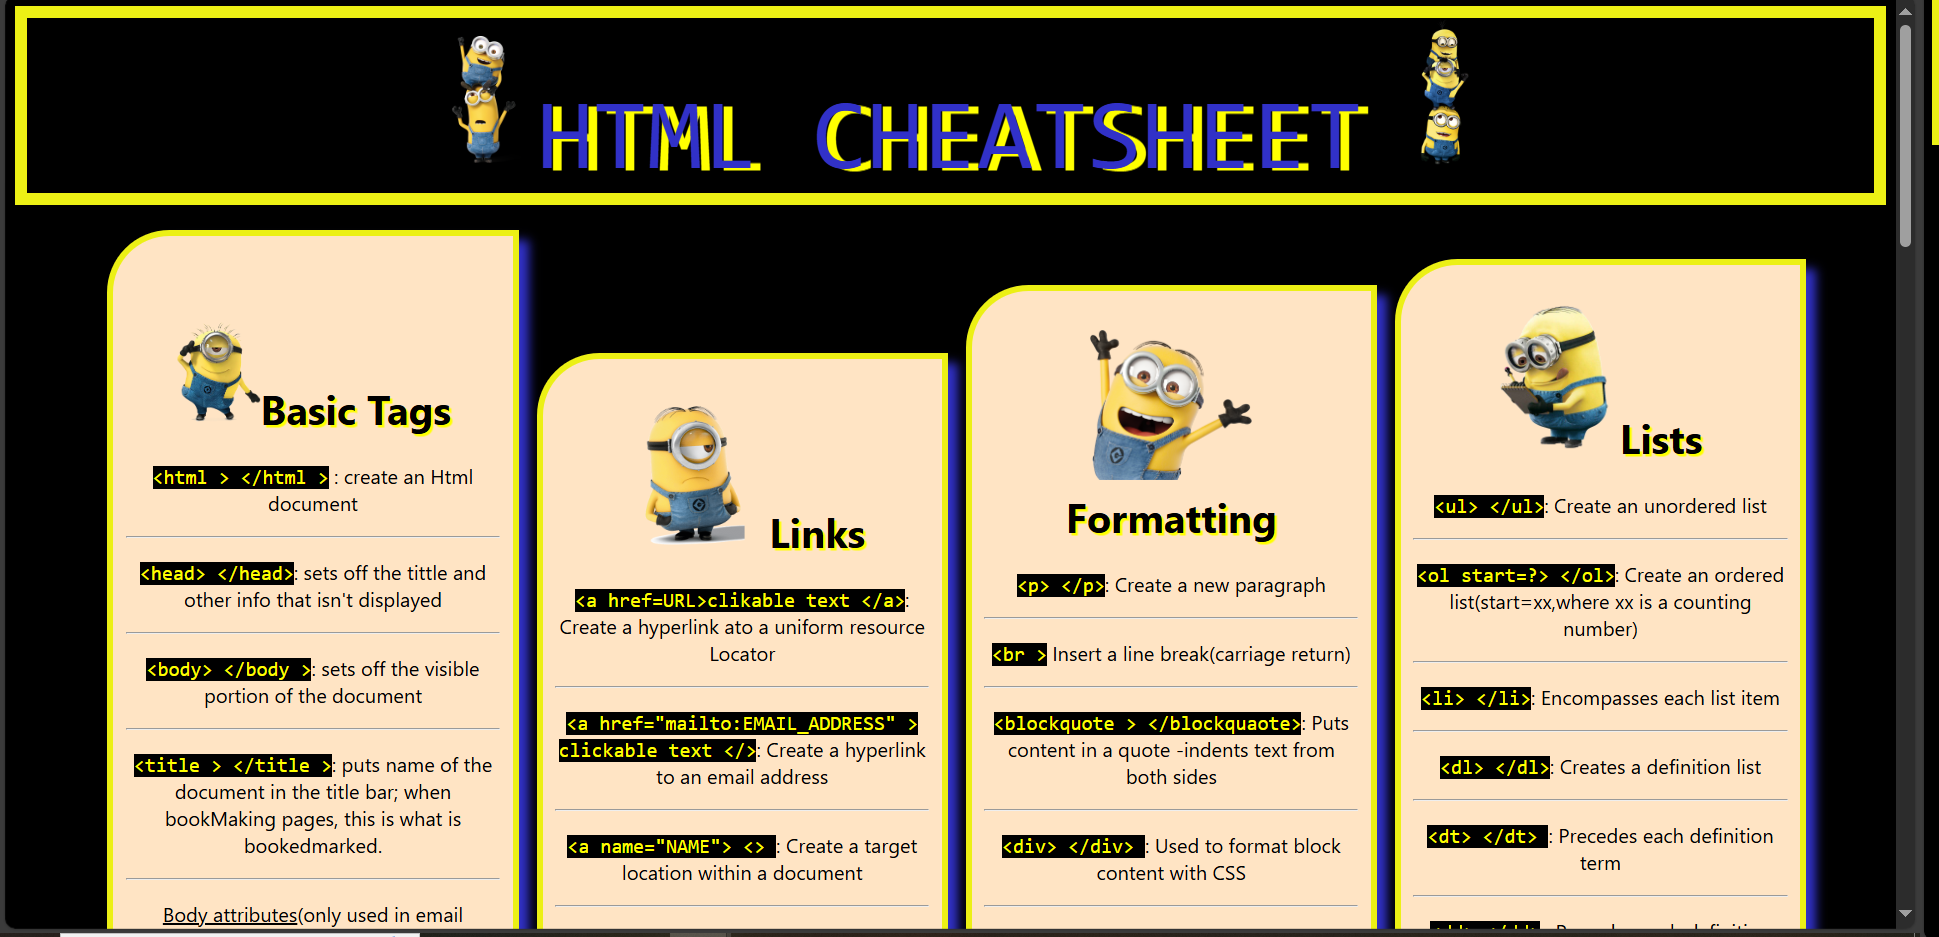 HTML CHEATSHEET
Basic Tags
<html > </html > : create an Html
document
<head> </head>: sets off the tittle and
other info that isn't displayed
<body> </body >: sets off the visible
portion of the document
<title > </title >: puts name of the
document in the title bar; when
bookMaking pages, this is what is
bookedmarked.
Body attributes(only used in email
Links
<a href=URL>clikable text </a>:
Create a hyperlink ato a uniform resource
Locator
<a href="mailto:EMAIL_ADDRESS" >
clickable text </>: Create a hyperlink
to an email address
<a name="NAME"> <> : Create a target
location within a document
Formatting
<p> </p>: Create a new paragraph
<br > Insert a line break(carriage return)
<blockquote > </blockquaote>: Puts
content in a quote -indents text from
both sides
<div> </div> : Used to format block
content with CSS
Lists
<ul> </ul>: Create an unordered list
<ol start=?> </ol>: Create an ordered
list(start=xx,where xx is a counting
number)
<li> </li>: Encompasses each list item
<dl> </dl>: Creates a definition list
<dt> </dt> : Precedes each definition
term